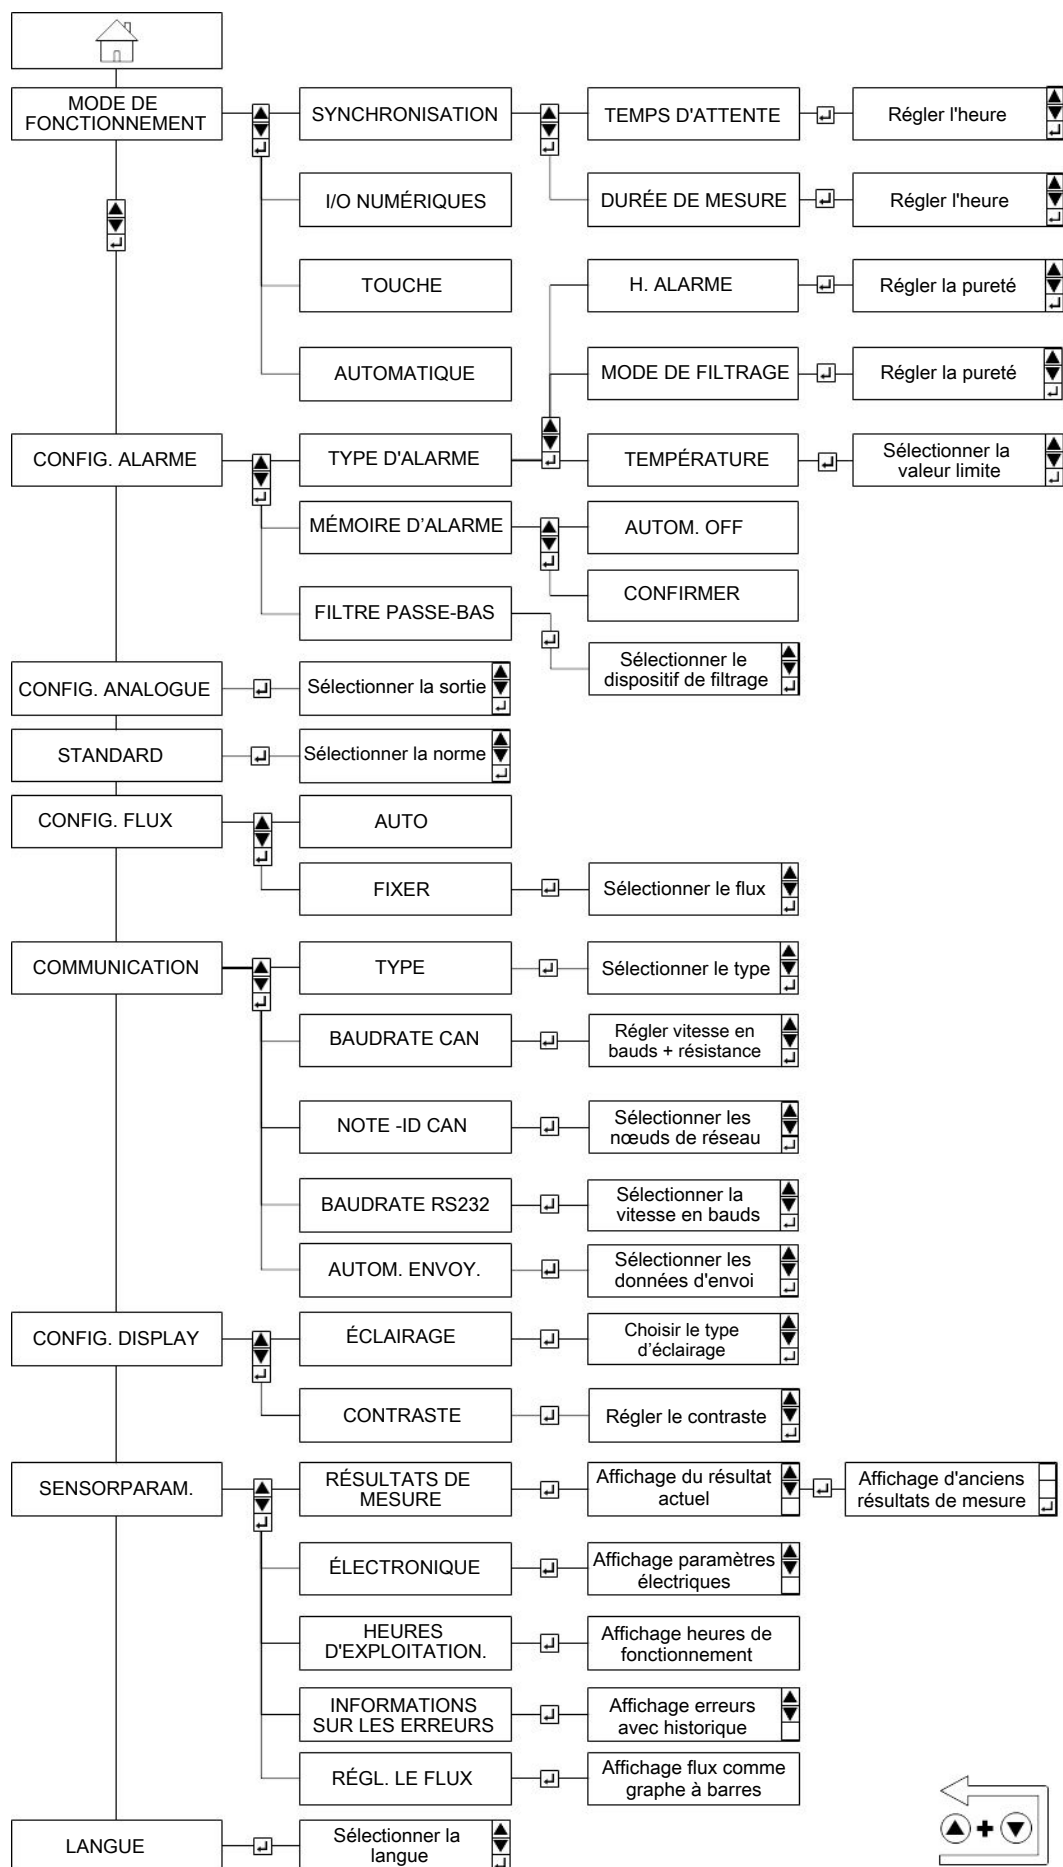 MODE DE
FONCTIONNEMENT
SYNCHRONISATION
TEMPS D'ATTENTE
Régler l'heure
I/O NUMÉRIQUES
DURÉE DE MESURE
Régler l'heure
TOUCHE
H. ALARME
Régler la pureté
AUTOMATIQUE
MODE DE FILTRAGE
Régler la pureté
CONFIG. ALARME
TYPE D'ALARME
TEMPÉRATURE
Sélectionner la
valeur limite
MÉMOIRE D’ALARME
AUTOM. OFF
CONFIRMER
FILTRE PASSE-BAS
Sélectionner le
dispositif de filtrage
CONFIG. ANALOGUE
Sélectionner la sortie
STANDARD
Sélectionner la norme
CONFIG. FLUX
AUTO
FIXER
Sélectionner le flux
COMMUNICATION
TYPE
Sélectionner le type
BAUDRATE CAN
Régler vitesse en
bauds + résistance
NOTE -ID CAN
Sélectionner les
nœuds de réseau
BAUDRATE RS232
Sélectionner la
vitesse en bauds
AUTOM. ENVOY.
Sélectionner les
données d'envoi
CONFIG. DISPLAY
ÉCLAIRAGE
Choisir le type
d’éclairage
CONTRASTE
Régler le contraste
SENSORPARAM.
RÉSULTATS DE
MESURE
Affichage du résultat
actuel
Affichage d'anciens
résultats de mesure
ÉLECTRONIQUE
Affichage paramètres
électriques
HEURES
D'EXPLOITATION.
Affichage heures de
fonctionnement
INFORMATIONS
SUR LES ERREURS
Affichage erreurs
avec historique
RÉGL. LE FLUX
Affichage flux comme
graphe à barres
LANGUE
Sélectionner la
langue
+